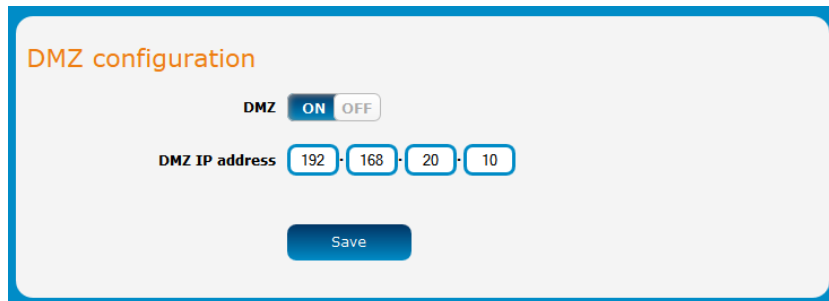 DMZ configuration
DMZ ON OFF
DMZ IP address 192 · 168 · 20 · 10
Save